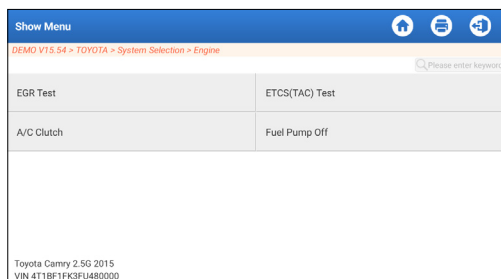 Show Menu
DEMO V15.54 > TOYOTA > System Selection > Engine
Please enter keyword
EGR Test
ETCS(TAC) Test
A/C Clutch
Fuel Pump Off
Toyota Camry 2.5G 2015
VIN 4T1BF1FK3FU480000